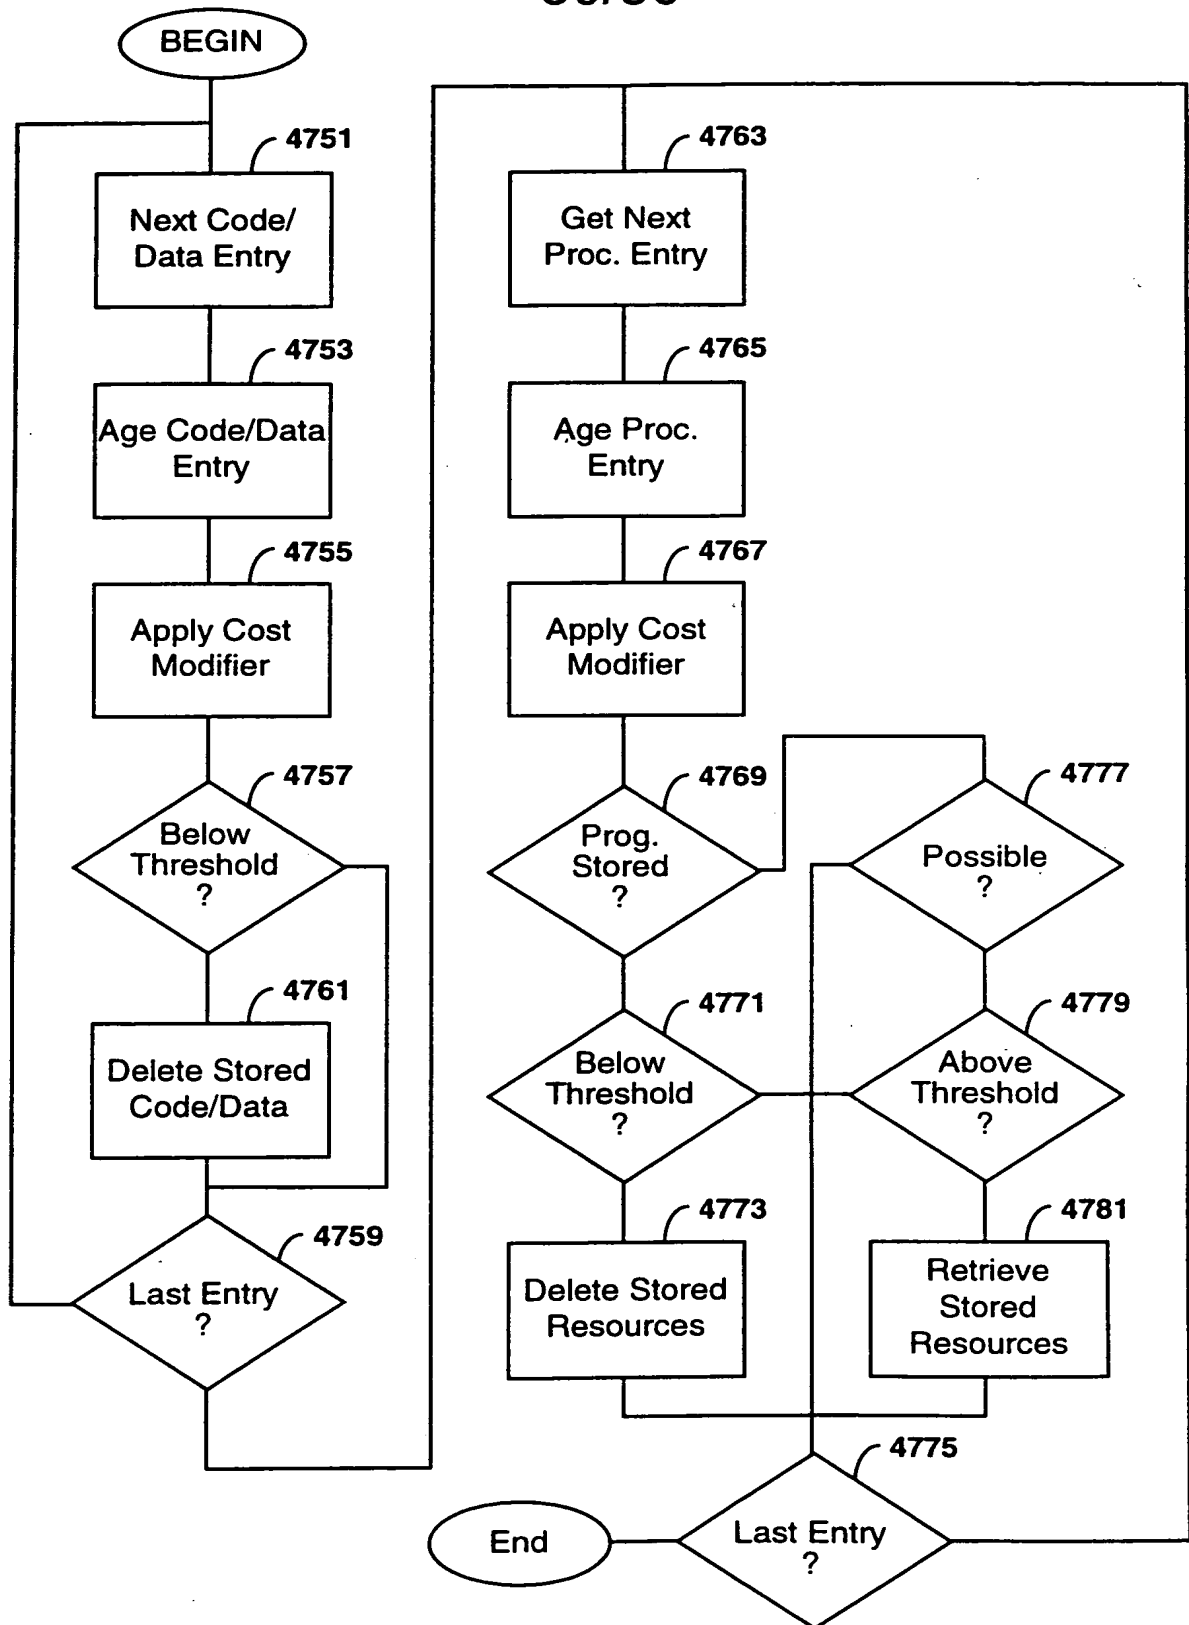 BEGIN
4751
Next Code/
Data Entry
4753
Age Code/Data
Entry
4755
Apply Cost
Modifier
4757
Below
Threshold
?
4761
Delete Stored
Code/Data
4759
Last Entry
?
4763
Get Next
Proc. Entry
4765
Age Proc.
Entry
4767
Apply Cost
Modifier
4769
Prog.
Stored
?
4771
Below
Threshold
?
4773
Delete Stored
Resources
4777
Possible
?
4779
Above
Threshold
?
4781
Retrieve
Stored
Resources
4775
Last Entry
?
End